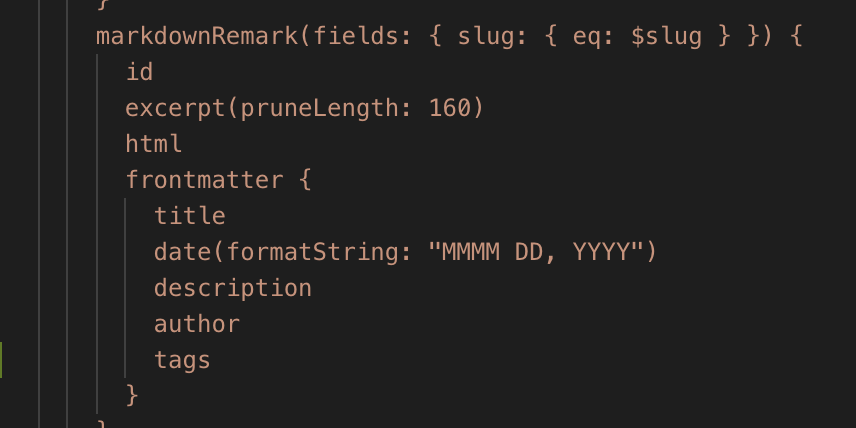 }
markdownRemark(fields: { slug: { eq: $slug } }) {
id
excerpt(pruneLength: 160)
html
frontmatter {
title
date(formatString: "MMMM DD, YYYY")
description
author
tags
}
}